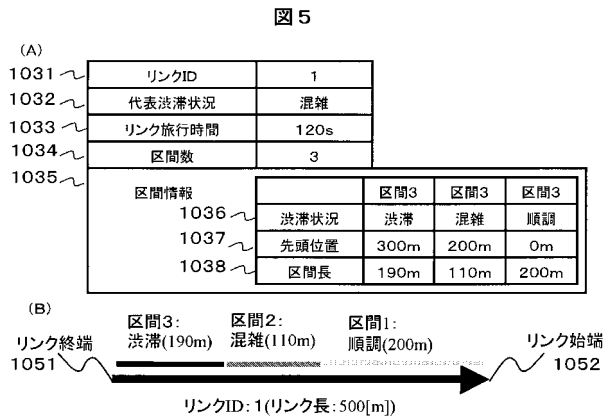 図5
(A)
1031 リンクID 1
1032 代表渋滞状況 混雑
1033 リンク旅行時間 120s
1034 区間数 3
1035 区間情報
区間3 区間3 区間3
1036 渋滞状況 渋滞 混雑 順調
1037 先頭位置 300m 200m 0m
1038 区間長 190m 110m 200m
(B)
区間3: 区間2: 区間1:
リンク終端 渋滞(190m) 混雑(110m) 順調(200m) リンク始端
1051 1052
リンクID: 1(リンク長:500[m])